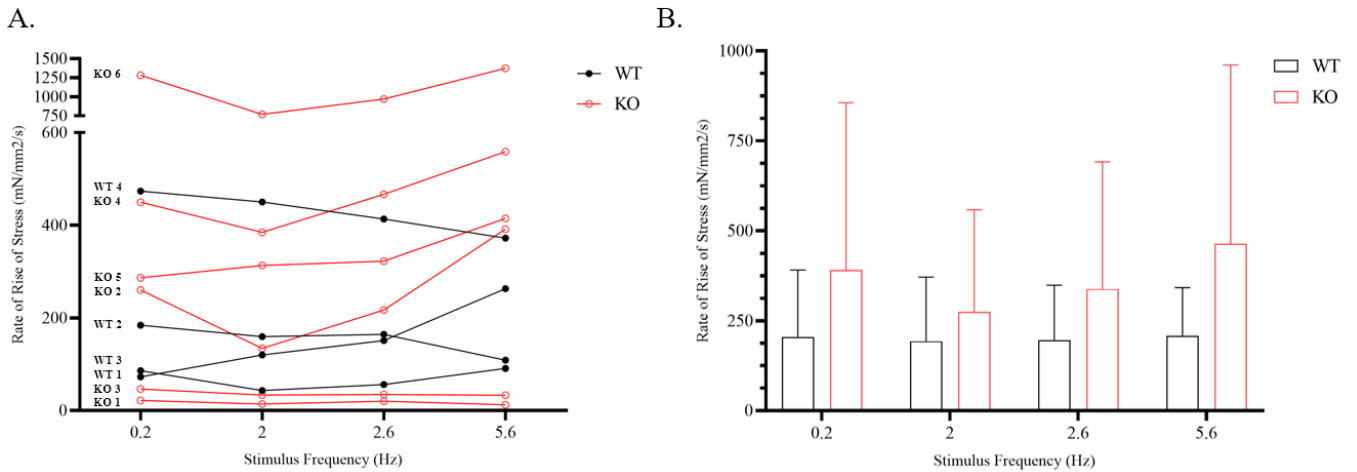 A.
Rate of Rise of Stress (mN/mm2/s)
1500
1250
1000
750
600
400
200
0
KO 6
WT 4
KO 4
KO 5
KO 2
WT 2
WT 3
WT 1
KO 3
KO 1
0.2 2 2.6 5.6
Stimulus Frequency (Hz)
WT
KO
B.
Rate of Rise of Stress (mN/mm2/s)
1000
750
500
250
0
0.2 2 2.6 5.6
Stimulus Frequency (Hz)
WT
KO